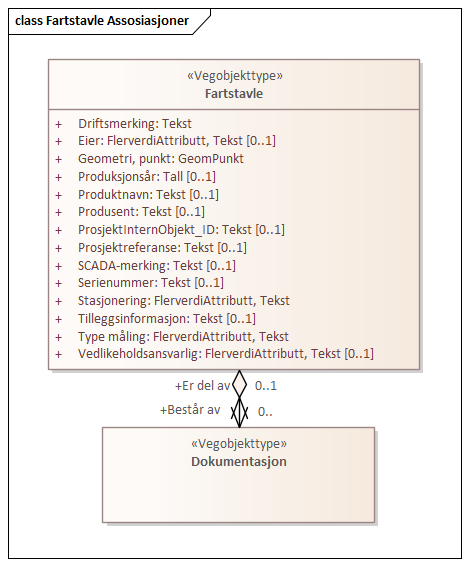 class Fartstavle Assosiasjoner
«Vegobjekttype»
Fartstavle
+ Driftsmerking: Tekst
+ Eier: FlerverdiAttributt, Tekst [0..1]
+ Geometri, punkt: GeomPunkt
+ Produksjonsår: Tall [0..1]
+ Produktnavn: Tekst [0..1]
+ Produsent: Tekst [0..1]
+ ProsjektInternObjekt_ID: Tekst [0..1]
+ Prosjektreferanse: Tekst [0..1]
+ SCADA-merking: Tekst [0..1]
+ Serienummer: Tekst [0..1]
+ Stasjonering: FlerverdiAttributt, Tekst
+ Tilleggsinformasjon: Tekst [0..1]
+ Type måling: FlerverdiAttributt, Tekst
+ Vedlikeholdsansvarlig: FlerverdiAttributt, Tekst [0..1]
+Er del av 0..1
+Består av 0..
«Vegobjekttype»
Dokumentasjon